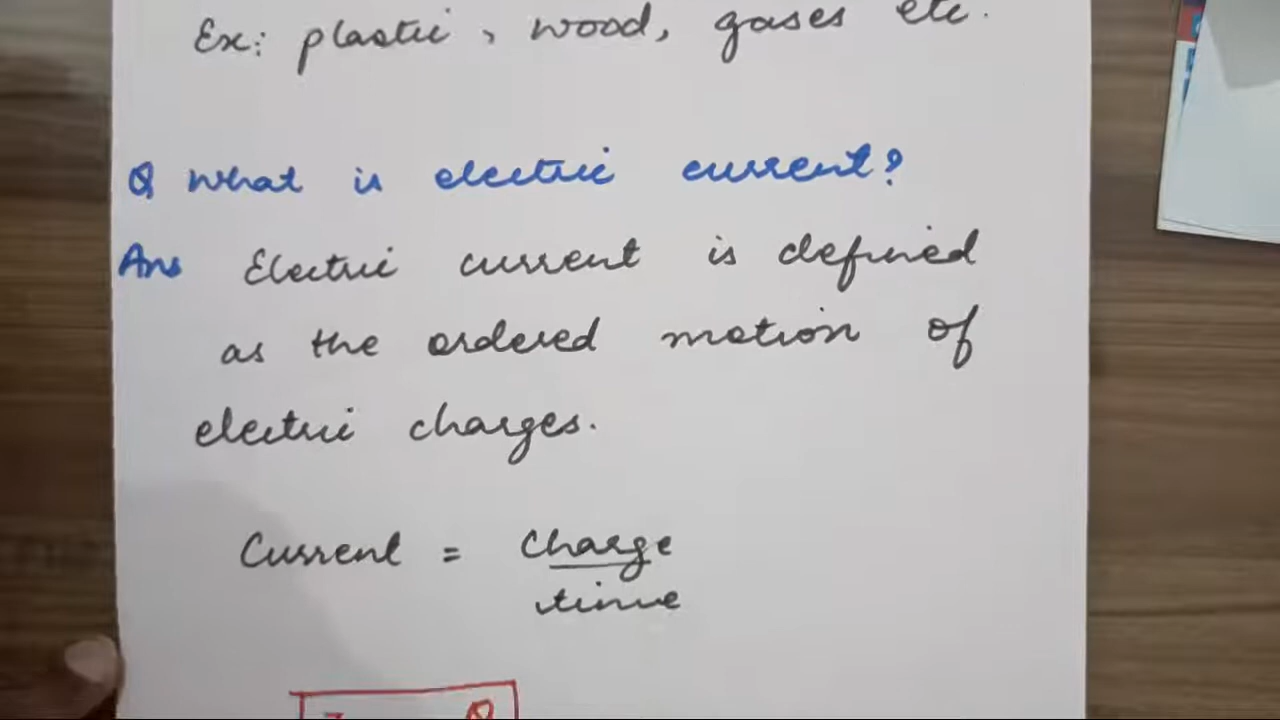 Ex: plastic, wood, gases etc.
Q What is electric current?
Ans Electric current is defined
as the ordered motion of
electric charges.
Current = Charge
time